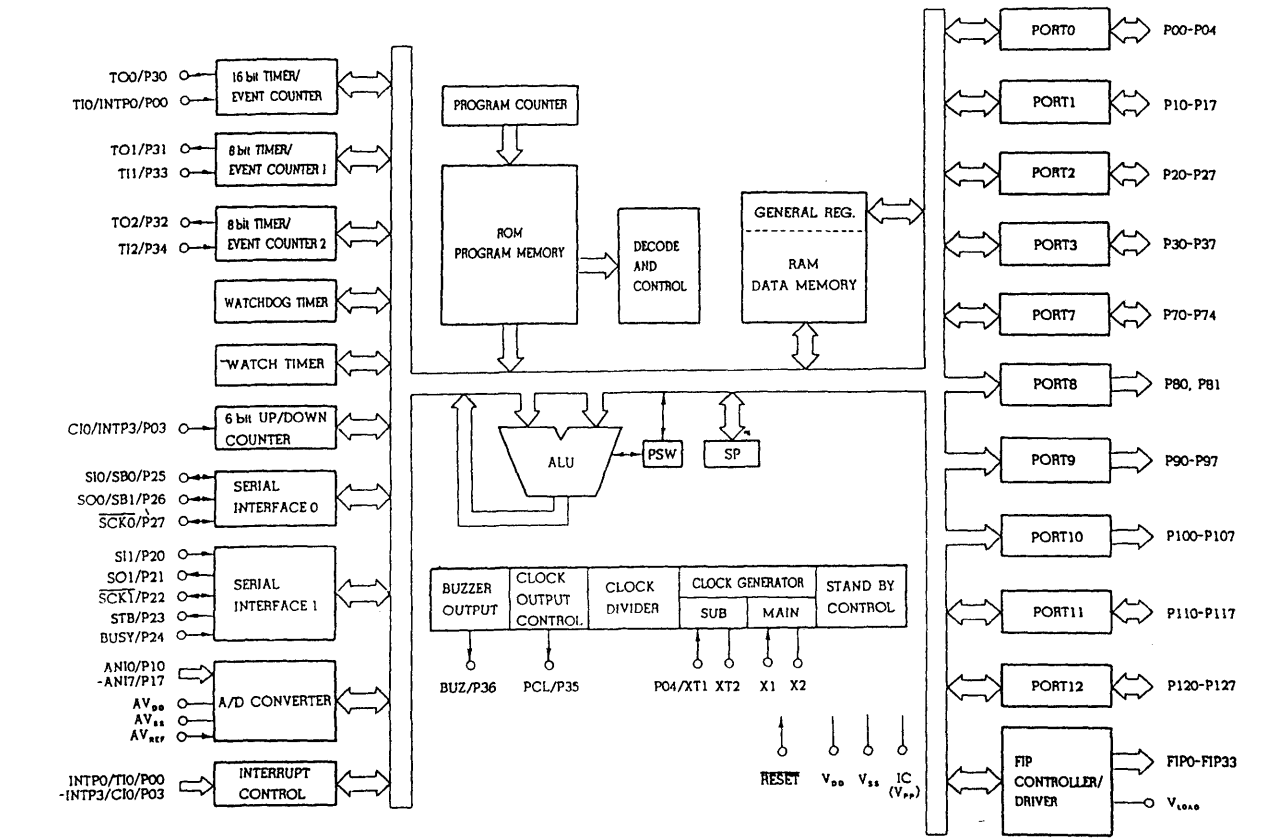 TO0/P30
TI0/INTP0/P00
16 bit TIMER/
EVENT COUNTER
TO1/P31
TI1/P33
8 bit TIMER/
EVENT COUNTER 1
TO2/P32
TI2/P34
8 bit TIMER/
EVENT COUNTER 2
WATCHDOG TIMER
WATCH TIMER
CI0/INTP3/P03
6 bit UP/DOWN
COUNTER
SI0/SB0/P25
SO0/SB1/P26
SCK0/P27
SERIAL
INTERFACE 0
SI1/P20
SO1/P21
SCK1/P22
STB/P23
BUSY/P24
SERIAL
INTERFACE 1
ANI0/P10
-ANI7/P17
AVDD
AVSS
AVREF
A/D CONVERTER
INTP0/TI0/P00
-INTP3/CI0/P03
INTERRUPT
CONTROL
PROGRAM COUNTER
ROM
PROGRAM MEMORY
DECODE
AND
CONTROL
GENERAL REG.
RAM
DATA MEMORY
ALU
PSW
SP
BUZZER
OUTPUT
CLOCK
OUTPUT
CONTROL
CLOCK
DIVIDER
CLOCK GENERATOR
SUB
MAIN
STAND BY
CONTROL
BUZ/P36
PCL/P35
P04/XT1
XT2
X1
X2
RESET
VDD
VSS
IC
(VPP)
PORT0
P00-P04
PORT1
P10-P17
PORT2
P20-P27
PORT3
P30-P37
PORT7
P70-P74
PORT8
P80, P81
PORT9
P90-P97
PORT10
P100-P107
PORT11
P110-P117
PORT12
P120-P127
FIP
CONTROLLER/
DRIVER
FIP0-FIP33
VLOAD